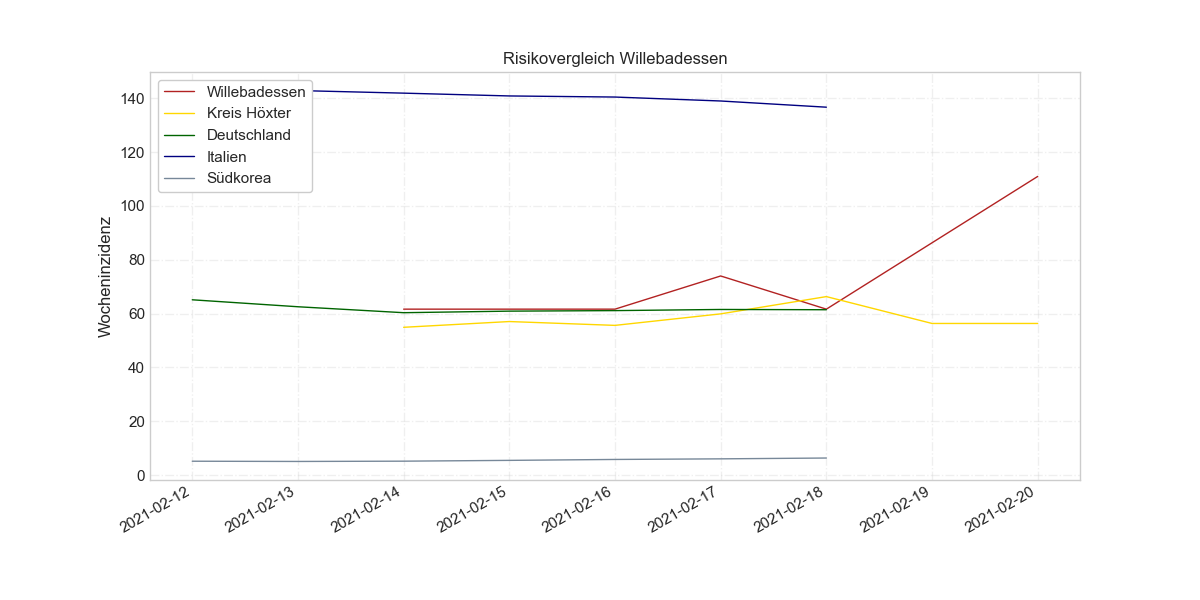 Risikovergleich Willebadessen
Willebadessen
Kreis Höxter
Deutschland
Italien
Südkorea
Wocheninzidenz
140
120
100
80
60
40
20
0
2021-02-12
2021-02-13
2021-02-14
2021-02-15
2021-02-16
2021-02-17
2021-02-18
2021-02-19
2021-02-20